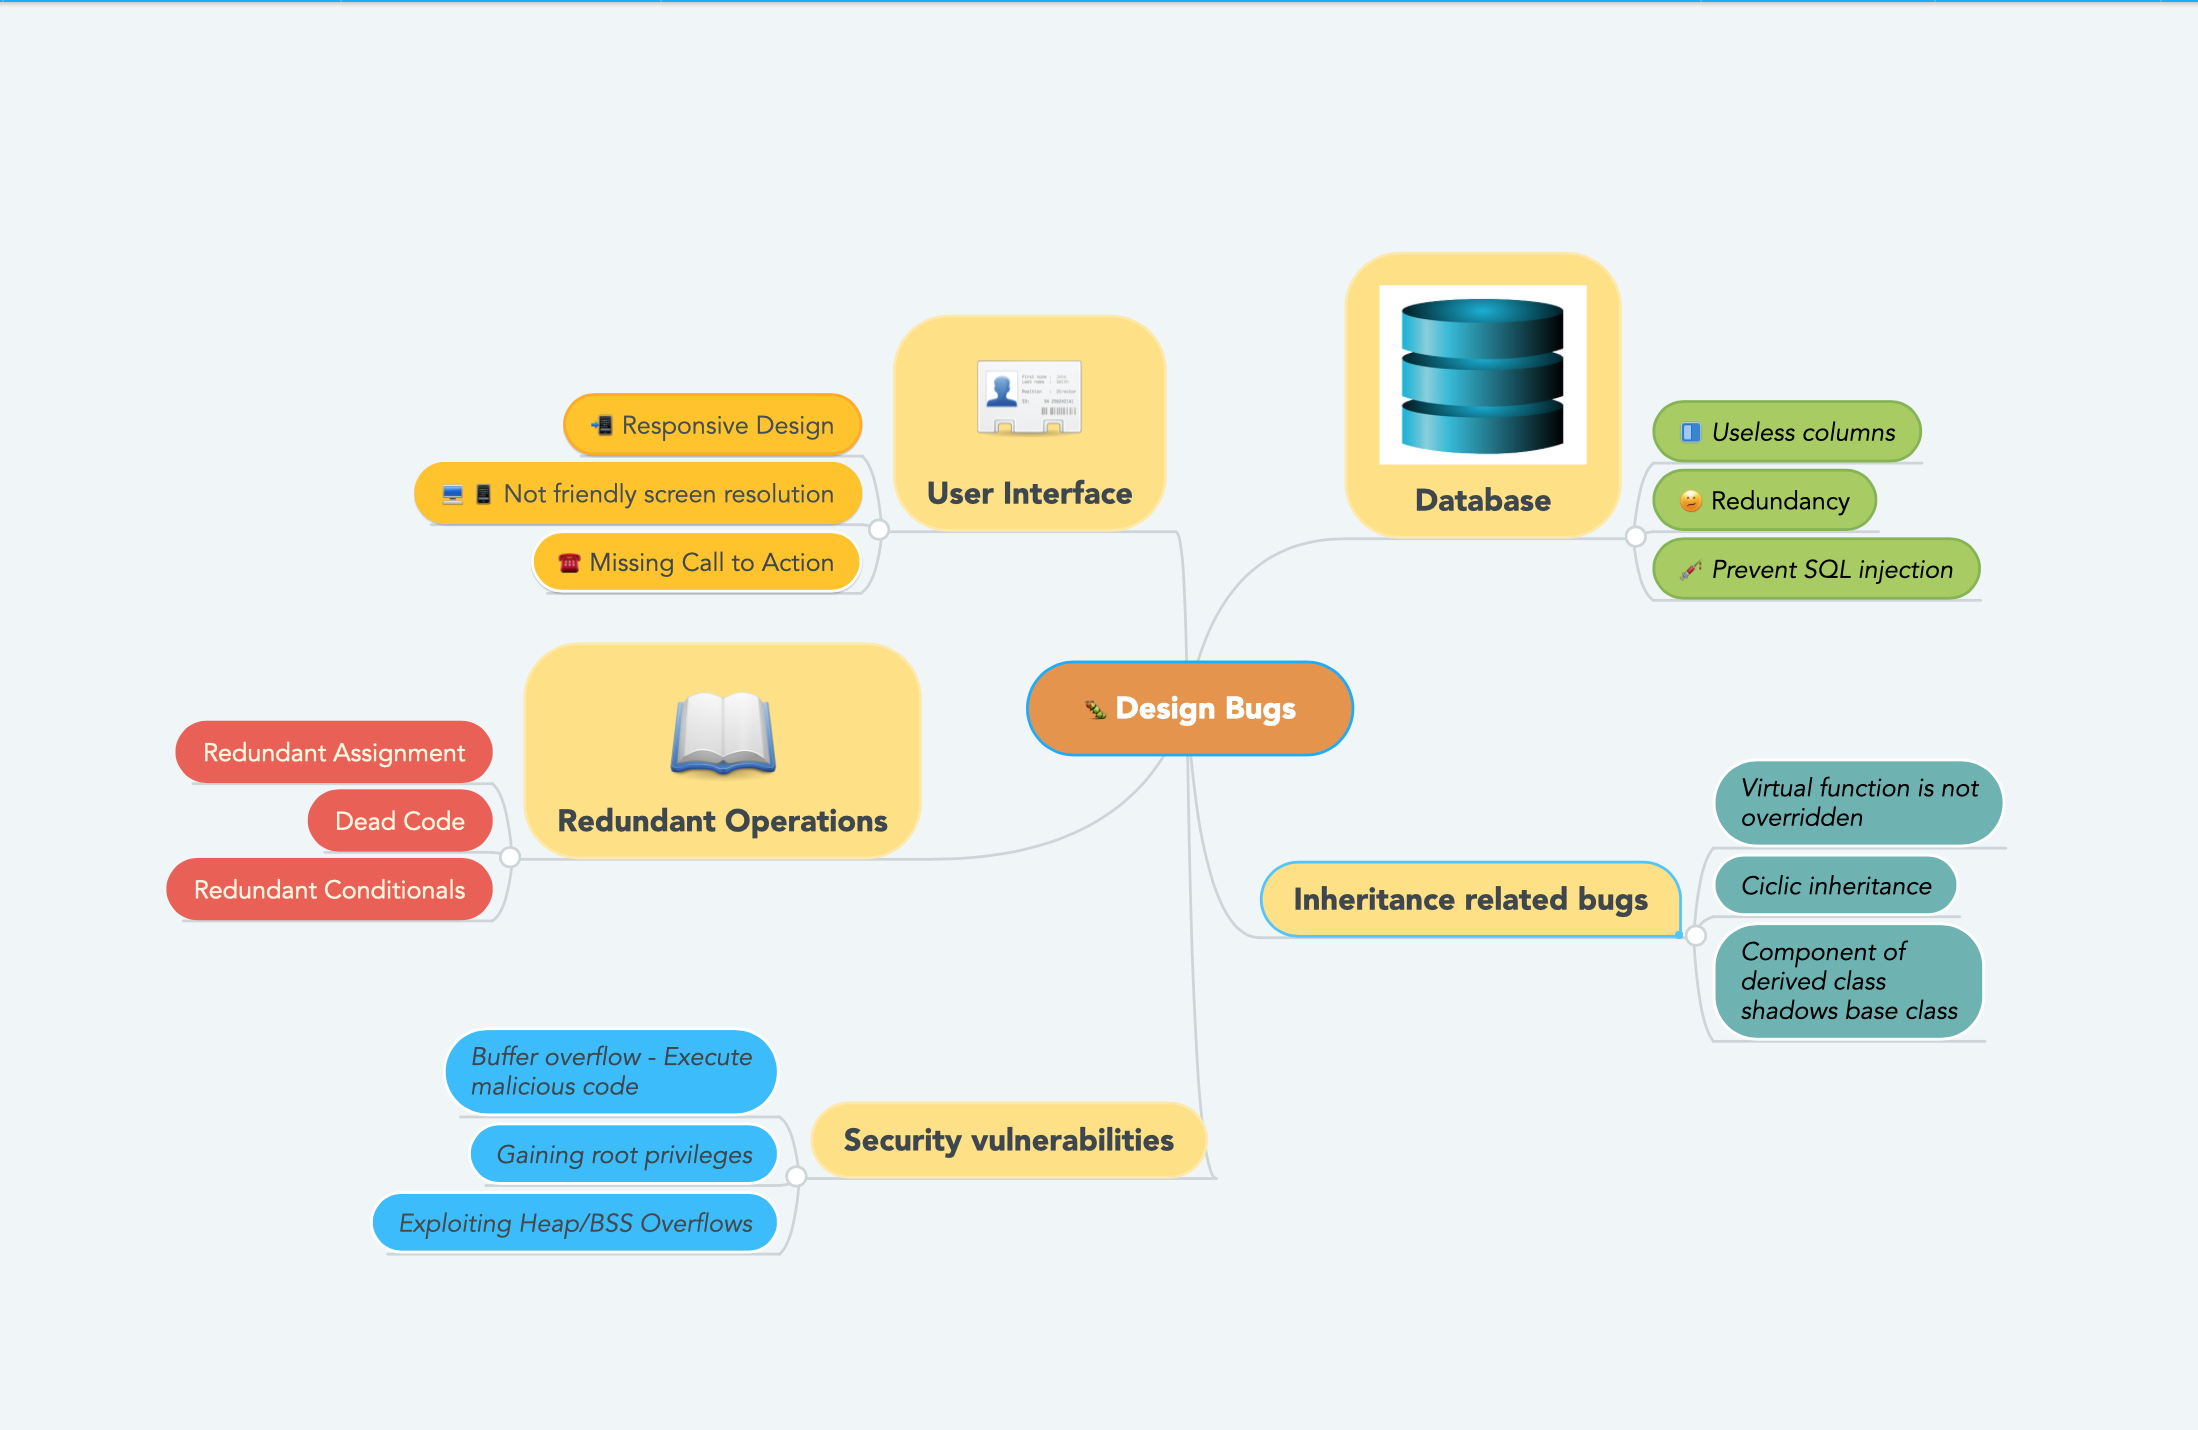 User Interface
Responsive Design
Not friendly screen resolution
Missing Call to Action
Database
Useless columns
Redundancy
Prevent SQL injection
Design Bugs
Redundant Operations
Redundant Assignment
Dead Code
Redundant Conditionals
Inheritance related bugs
Virtual function is not
overridden
Ciclic inheritance
Component of
derived class
shadows base class
Security vulnerabilities
Buffer overflow - Execute
malicious code
Gaining root privileges
Exploiting Heap/BSS Overflows